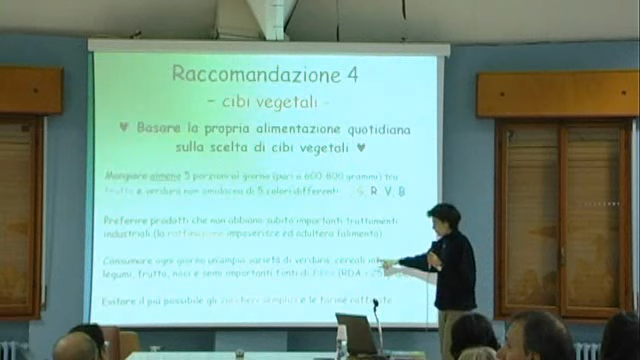 Raccomandazione 4
- cibi vegetali -
♥ Basare la propria alimentazione quotidiana
sulla scelta di cibi vegetali ♥
Mangiare almeno 5 porzioni al giorno (pari a 600-800 grammi) tra
frutta e verdura non amidacea di 5 colori differenti: G, R, V, B
Preferire prodotti che non abbiano subito importanti trattamenti
industriali (la raffinazione impoverisce ed adultera l'alimento)
Consumare ogni giorno un'ampia varietà di verdure, cereali
legumi, frutta, noci e semi importanti fonti di fibra (RDA
Evitare il più possibile gli zuccheri semplici e le farine raffinate